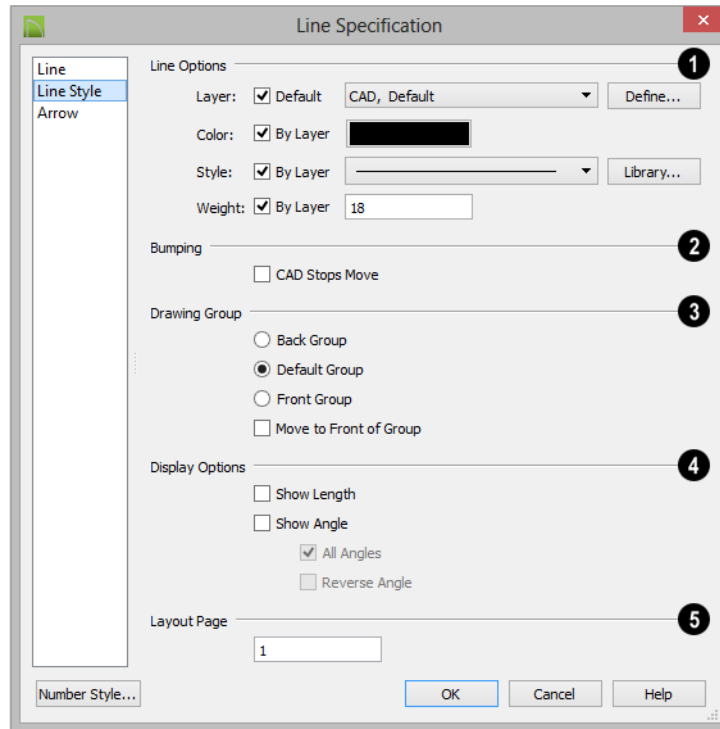 Line Specification
Line
Line Style
Arrow
Line Options
1
Layer: Default CAD, Default Define...
Color: By Layer
Style: By Layer Library...
Weight: By Layer 18
Bumping
2
CAD Stops Move
Drawing Group
3
Back Group
Default Group
Front Group
Move to Front of Group
Display Options
4
Show Length
Show Angle
All Angles
Reverse Angle
Layout Page
5
1
Number Style... OK Cancel Help